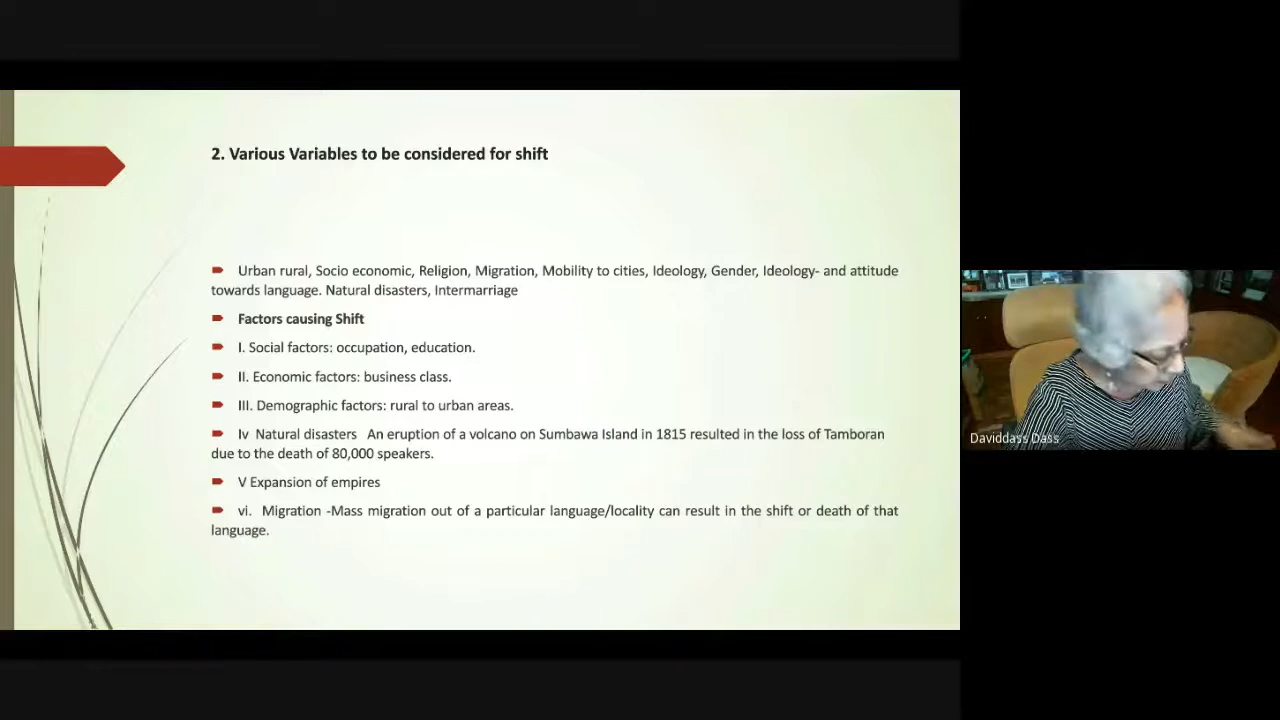 2. Various Variables to be considered for shift
Urban rural, Socio economic, Religion, Migration, Mobility to cities, Ideology, Gender, Ideology- and attitude
towards language. Natural disasters, Intermarriage
Factors causing Shift
I. Social factors: occupation, education.
II. Economic factors: business class.
III. Demographic factors: rural to urban areas.
Iv Natural disasters An eruption of a volcano on Sumbawa Island in 1815 resulted in the loss of Tamboran
due to the death of 80,000 speakers.
V Expansion of empires
vi. Migration -Mass migration out of a particular language/locality can result in the shift or death of that
language.
Daviddass Dass